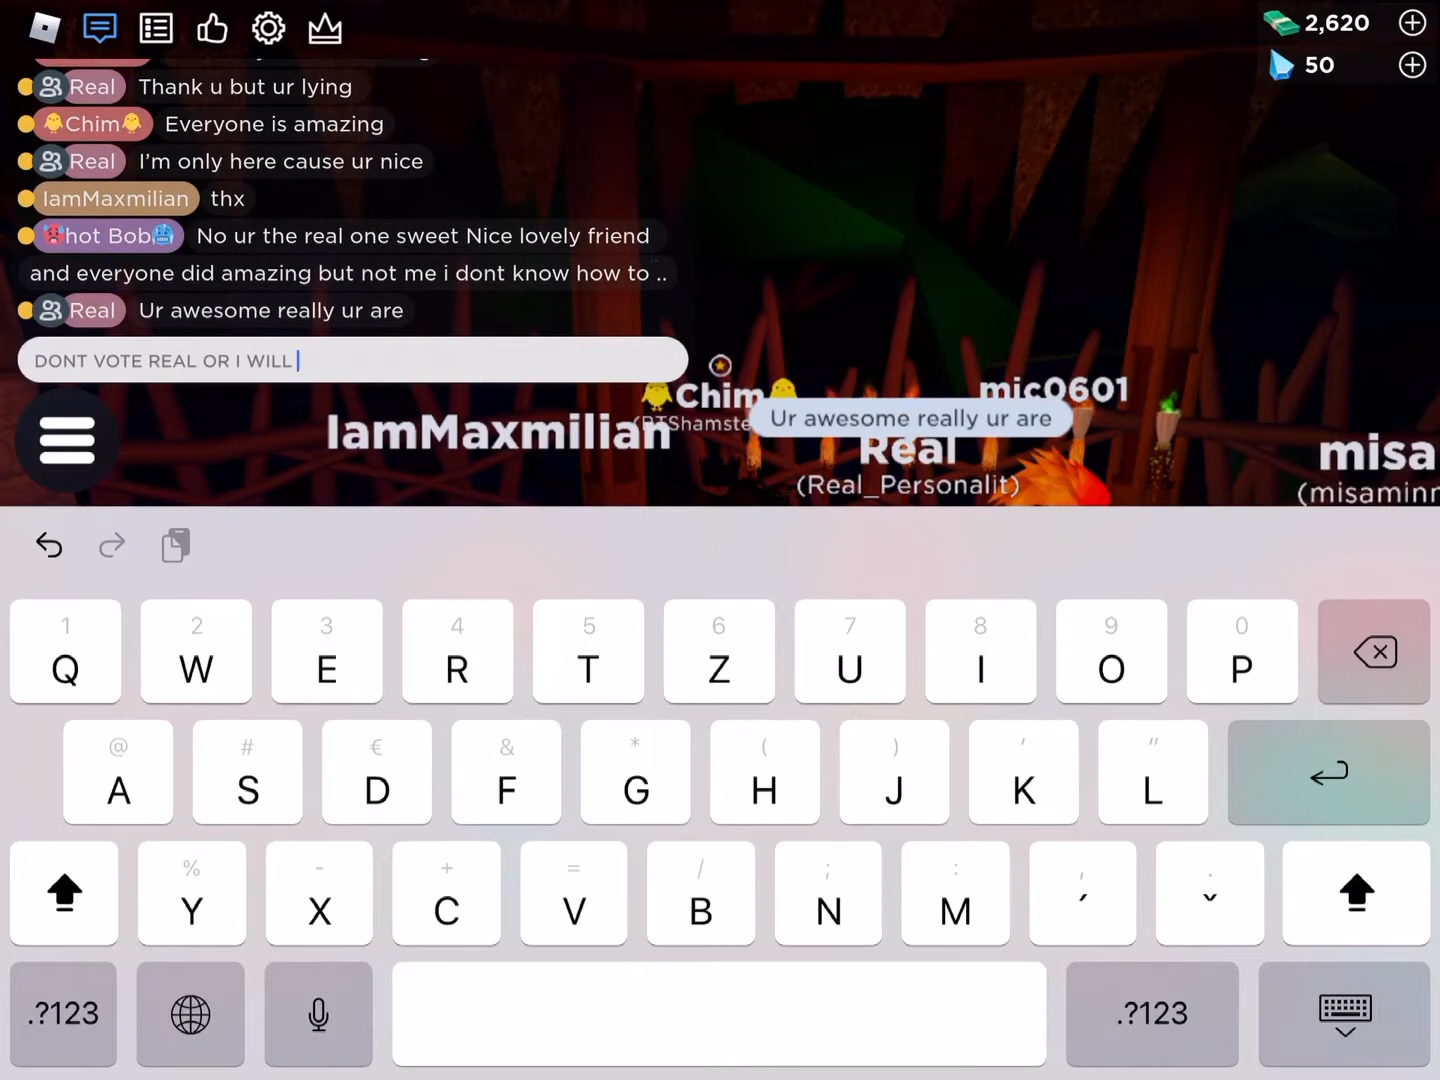 2,620
50
Real Thank u but ur lying
Chim Everyone is amazing
Real I'm only here cause ur nice
IamMaxmilian thx
hot Bob No ur the real one sweet Nice lovely friend
and everyone did amazing but not me i dont know how to ..
Real Ur awesome really ur are
DONT VOTE REAL OR I WILL
Chim
mic0601
(BTShamste
Ur awesome really ur are
IamMaxmilian
Real
(Real_Personalit)
misa
(misaminn
1 2 3 4 5 6 7 8 9 0
Q W E R T Z U I O P
@ # € & * ( ) ' "
A S D F G H J K L
% - + = / ; : , .
Y X C V B N M ´ ˇ
.?123 .?123